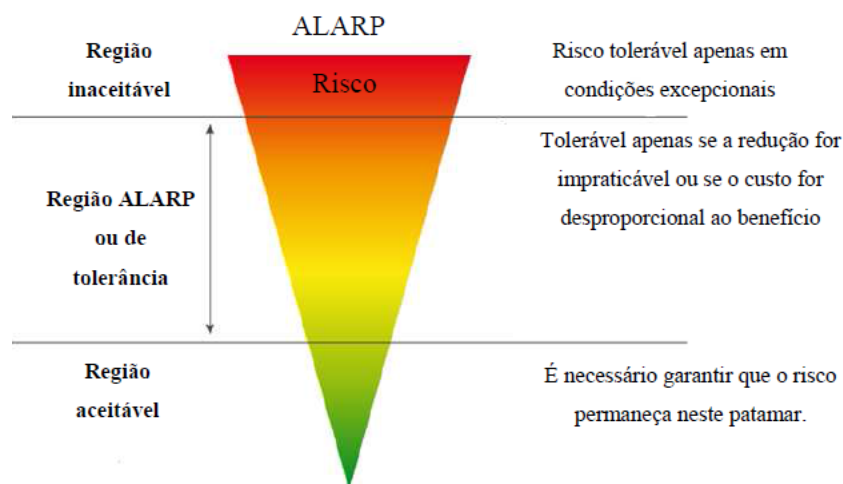 ALARP
Região
inaceitável
Risco
Risco tolerável apenas em
condições excepcionais
Região ALARP
ou de
tolerância
Tolerável apenas se a redução for
impraticável ou se o custo for
desproporcional ao benefício
Região
aceitável
É necessário garantir que o risco
permaneça neste patamar.